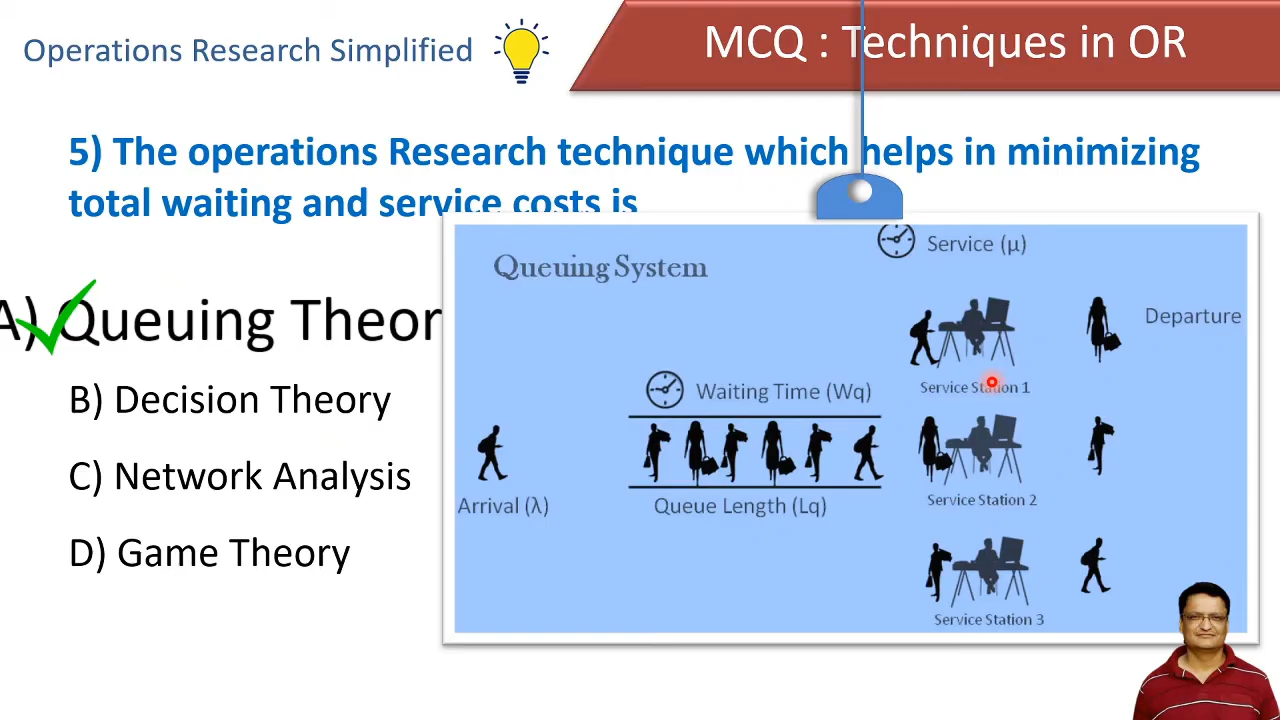 Operations Research Simplified
MCQ : Techniques in OR
5) The operations Research technique which helps in minimizing
total waiting and service costs is
A) Queuing Theor
B) Decision Theory
C) Network Analysis
D) Game Theory
Queuing System
Service (μ)
Departure
Service Station 1
Waiting Time (Wq)
Arrival (λ)
Queue Length (Lq)
Service Station 2
Service Station 3